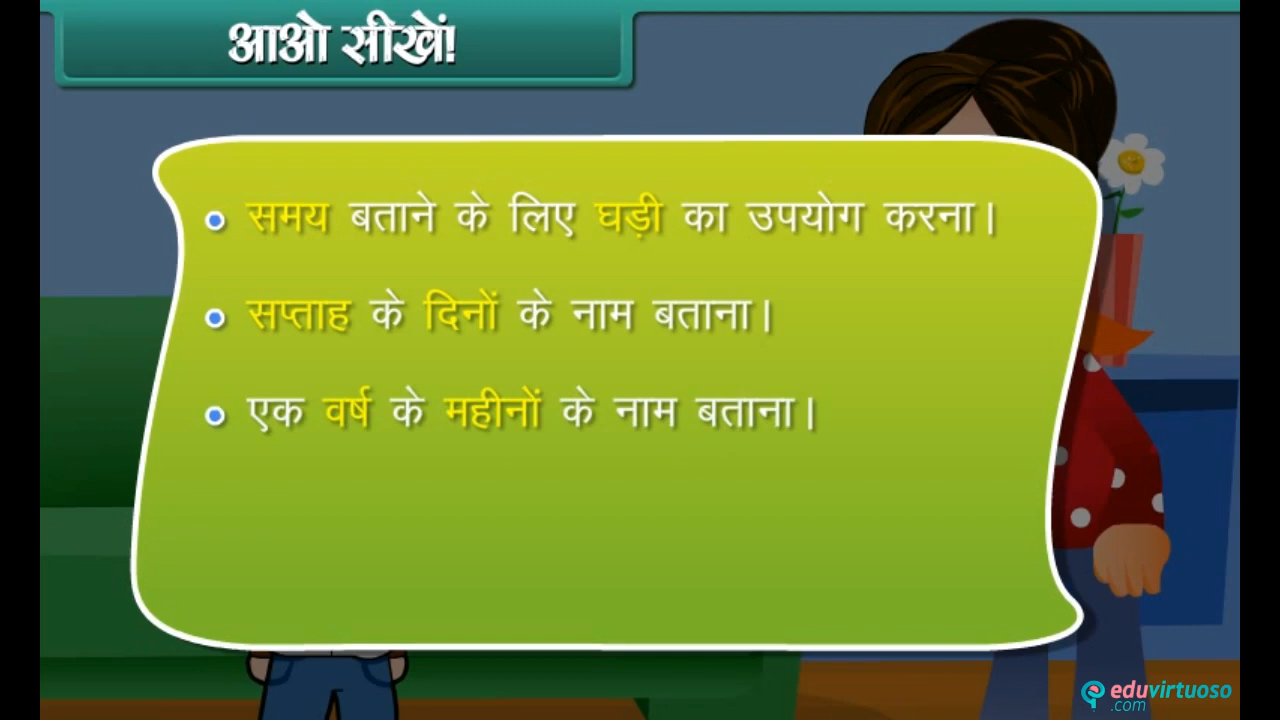 आओ सीखें!
समय बताने के लिए घड़ी का उपयोग करना।
सप्ताह के दिनों के नाम बताना।
एक वर्ष के महीनों के नाम बताना।
eduvirtuoso
.com